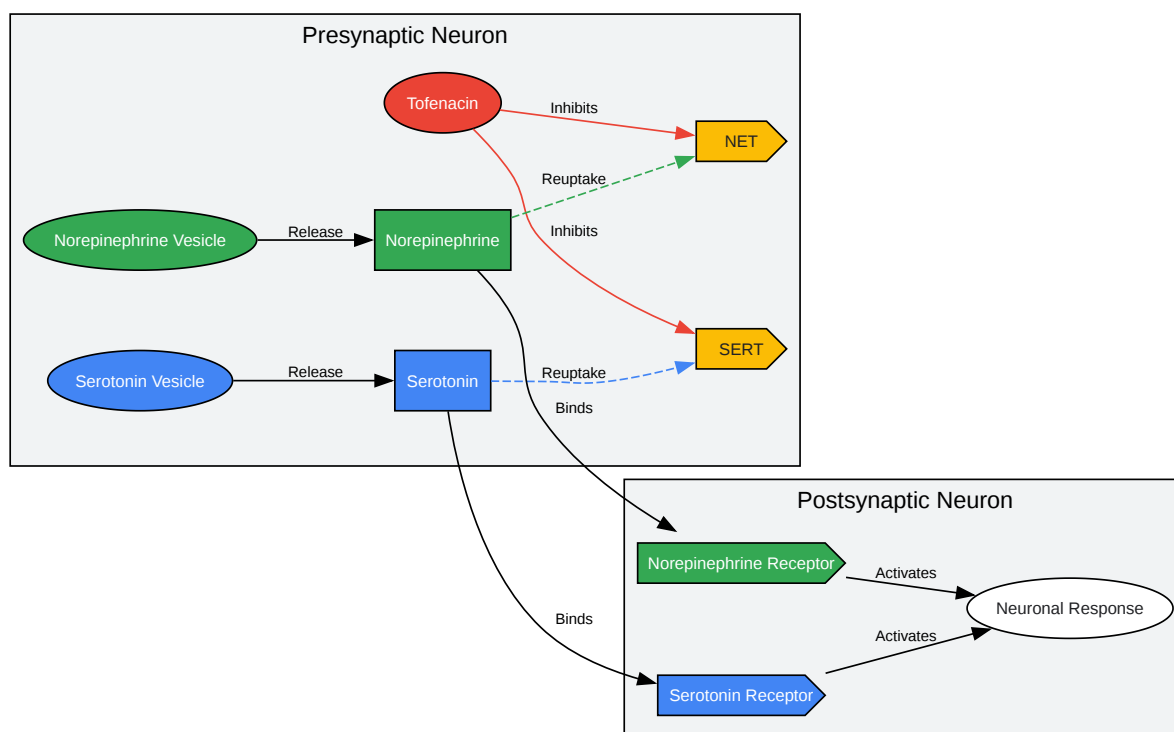 Presynaptic Neuron
Tofenacin
Inhibits
NET
Reuptake
Norepinephrine Vesicle
Release
Norepinephrine
Inhibits
SERT
Serotonin Vesicle
Release
Serotonin
Reuptake
Binds
Postsynaptic Neuron
Norepinephrine Receptor
Activates
Neuronal Response
Binds
Activates
Serotonin Receptor